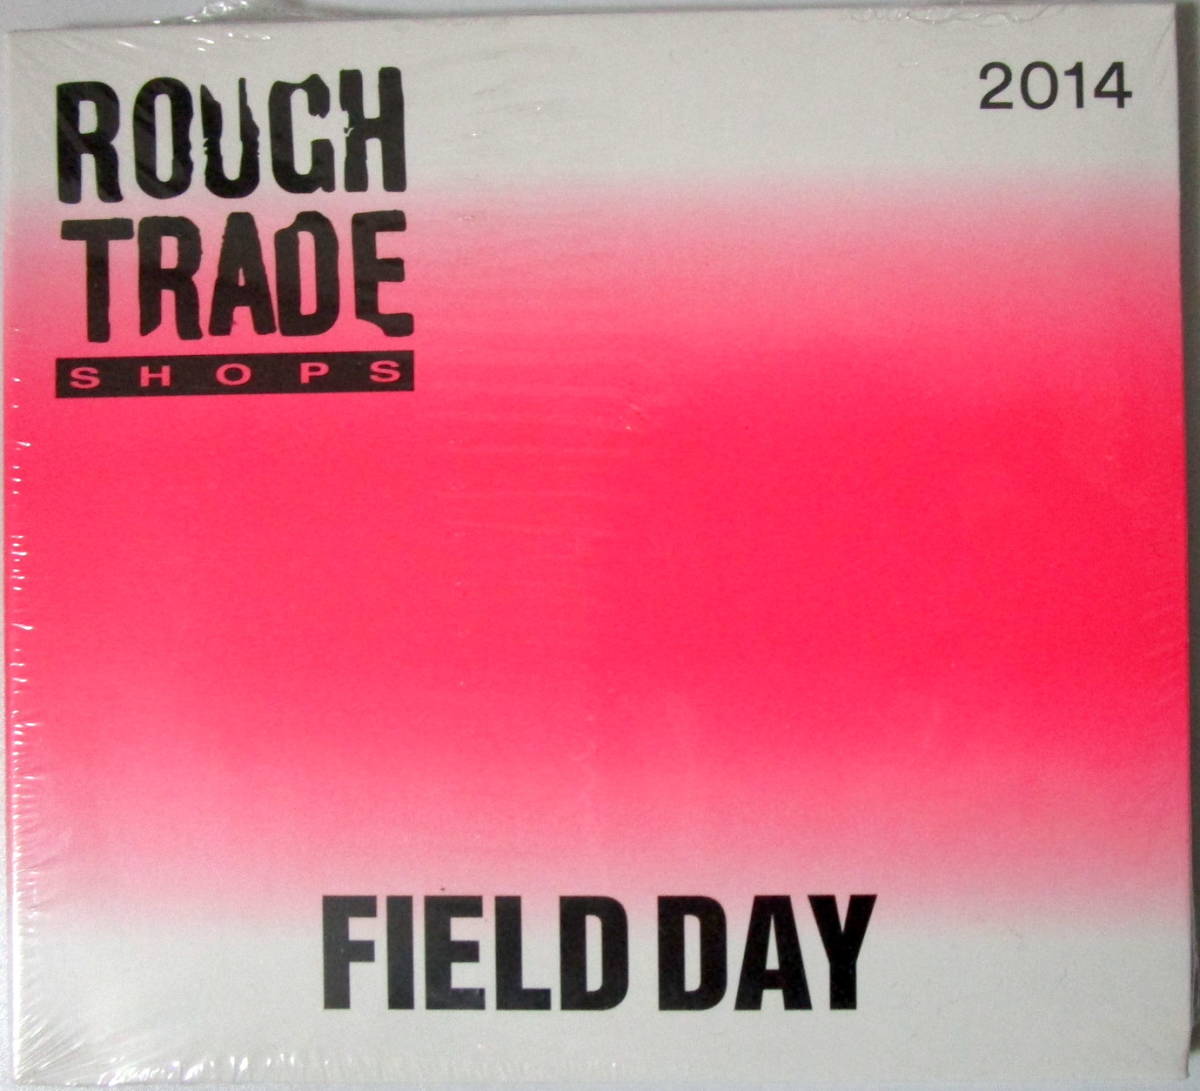 ROUGH
TRADE
SHOPS
2014
FIELD DAY